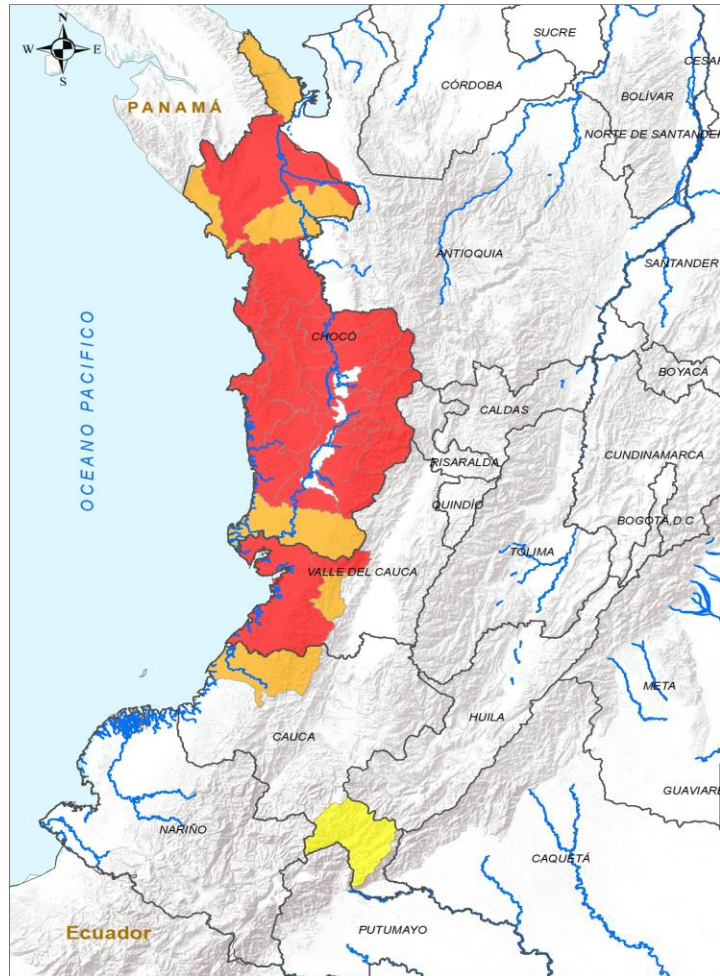 N
W E
S
PANAMÁ
SUCRE
CÓRDOBA
CESAR
BOLÍVAR
NORTE DE SANTANDER
ANTIOQUIA
SANTANDER
OCEANO PACIFICO
CHOCÓ
BOYACÁ
CALDAS
CUNDINAMARCA
RISARALDA
QUINDÍO
BOGOTÁ, D.C
TOLIMA
VALLE DEL CAUCA
META
HUILA
CAUCA
GUAVIARE
NARIÑO
CAQUETÁ
Ecuador
PUTUMAYO